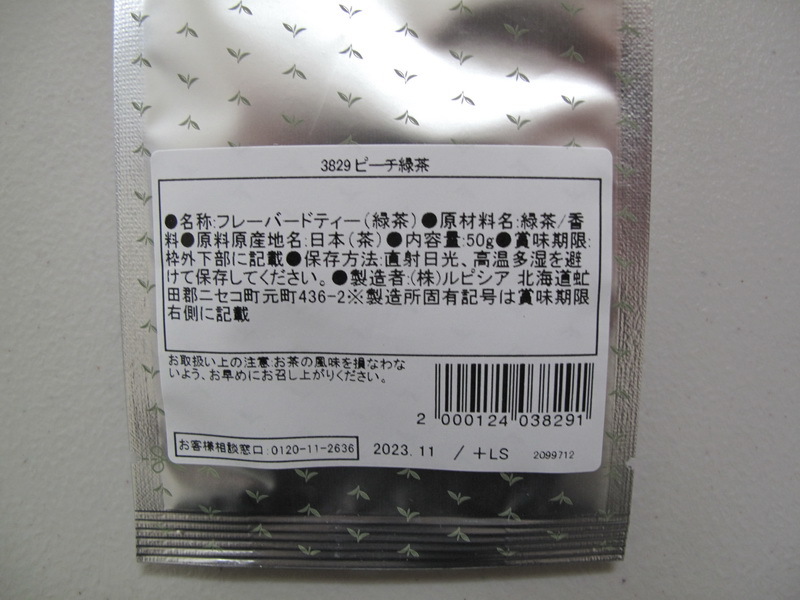 3829 ピーチ緑茶
●名称:フレーバードティー(緑茶)●原材料名:緑茶/香
料●原料原産地名:日本(茶)●内容量:50g●賞味期限:
枠外下部に記載●保存方法:直射日光、高温多湿を避
けて保存してください。●製造者:(株)ルピシア 北海道虻
田郡ニセコ町元町436-2※製造所固有記号は賞味期限
右側に記載
お取扱い上の注意:お茶の風味を損なわな
いよう、お早めにお召し上がりください。
2 000124 038291
お客様相談窓口:0120-11-2636
2023.11 / +LS
2099712